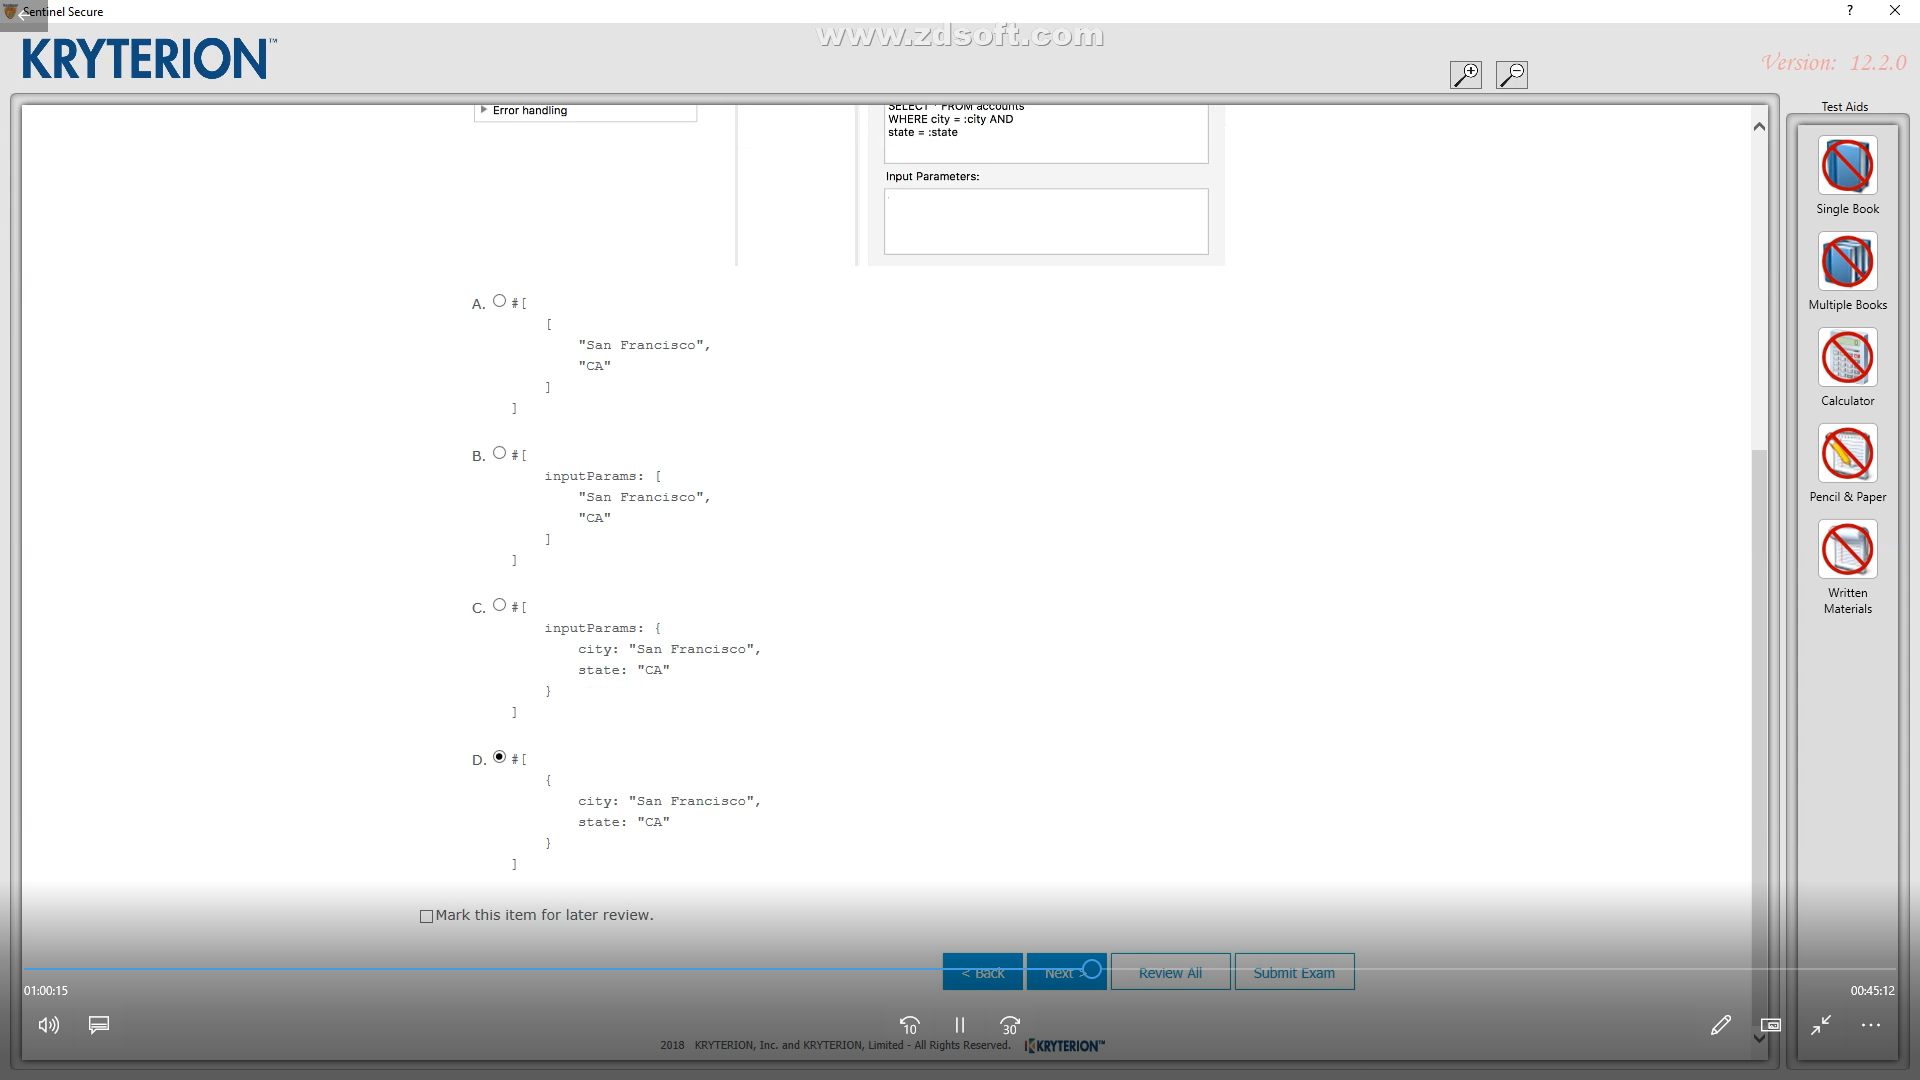 Sentinel Secure
?
www.zdsoft.com
KRYTERION™
Version: 12.2.0
Test Aids
Error handling
SELECT * FROM accounts
WHERE city = :city AND
state = :state
Input Parameters:
Single Book
Multiple Books
Calculator
Pencil & Paper
Written
Materials
A. #[
[
"San Francisco",
"CA"
]
]
B. #[
inputParams: [
"San Francisco",
"CA"
]
]
C. #[
inputParams: {
city: "San Francisco",
state: "CA"
}
]
D. #[
{
city: "San Francisco",
state: "CA"
}
]
Mark this item for later review.
< Back
Next >
Review All
Submit Exam
01:00:15
00:45:12
10
30
2018 KRYTERION, Inc. and KRYTERION, Limited - All Rights Reserved. KRYTERION™